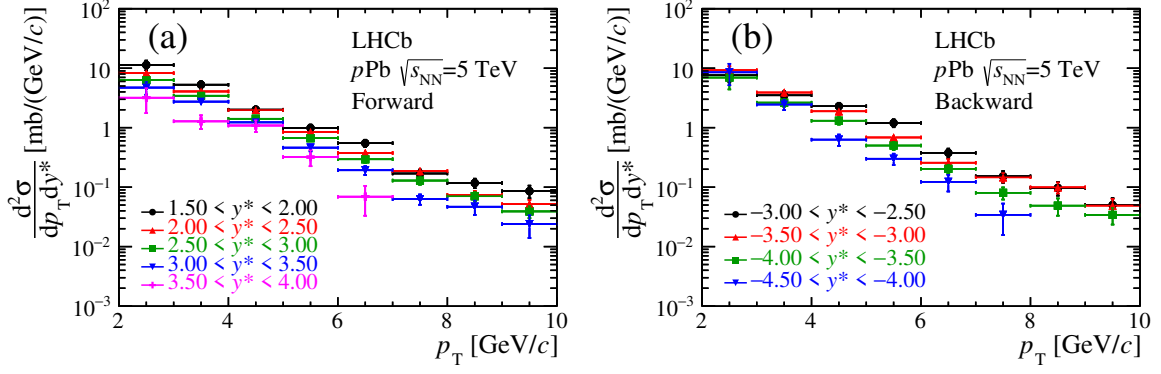 (a)
LHCb
pPb √sNN=5 TeV
Forward
d²σ/dpTdy* [mb/(GeV/c)]
10²
10
1
10⁻¹
10⁻²
10⁻³
1.50 < y* < 2.00
2.00 < y* < 2.50
2.50 < y* < 3.00
3.00 < y* < 3.50
3.50 < y* < 4.00
2 4 6 8 10
pT [GeV/c]
(b)
LHCb
pPb √sNN=5 TeV
Backward
d²σ/dpTdy* [mb/(GeV/c)]
10²
10
1
10⁻¹
10⁻²
10⁻³
−3.00 < y* < −2.50
−3.50 < y* < −3.00
−4.00 < y* < −3.50
−4.50 < y* < −4.00
2 4 6 8 10
pT [GeV/c]